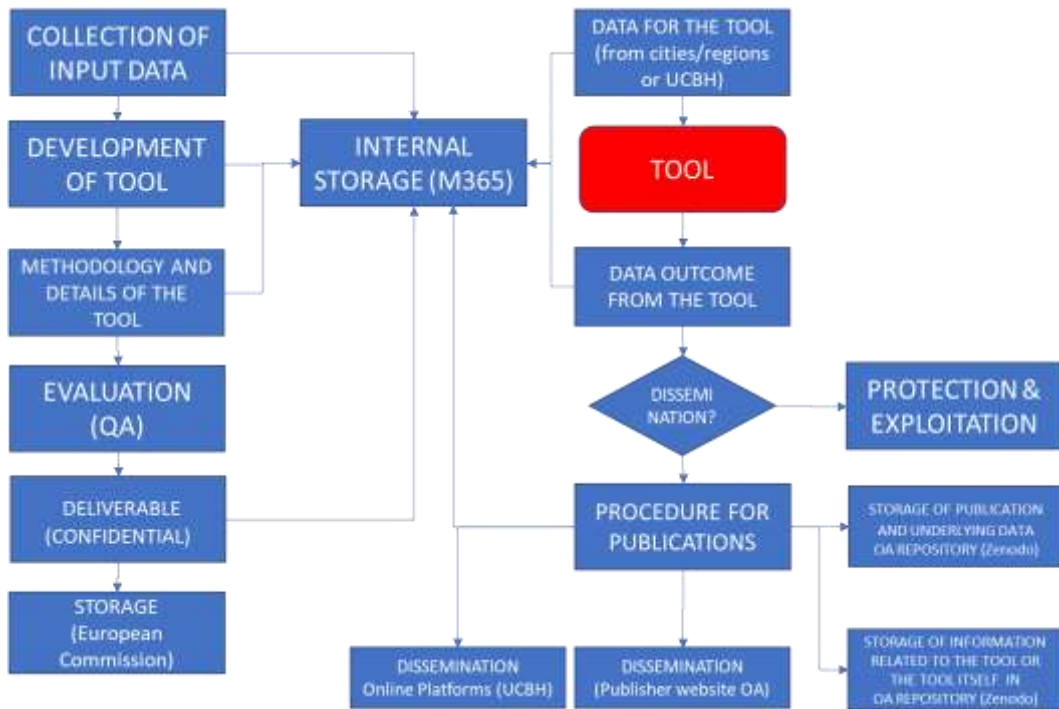 COLLECTION OF
INPUT DATA
DEVELOPMENT
OF TOOL
METHODOLOGY AND
DETAILS OF THE
TOOL
EVALUATION
(QA)
DELIVERABLE
(CONFIDENTIAL)
STORAGE
(European
Commission)
INTERNAL
STORAGE (M365)
DATA FOR THE TOOL
(from cities/regions
or UCBH)
TOOL
DATA OUTCOME
FROM THE TOOL
DISSEMI
NATION?
PROTECTION &
EXPLOITATION
PROCEDURE FOR
PUBLICATIONS
STORAGE OF PUBLICATION
AND UNDERLYING DATA
OA REPOSITORY (Zenodo)
DISSEMINATION
Online Platforms (UCBH)
DISSEMINATION
(Publisher website OA)
STORAGE OF INFORMATION
RELATED TO THE TOOL OR
THE TOOL ITSELF IN
OA REPOSITORY (Zenodo)